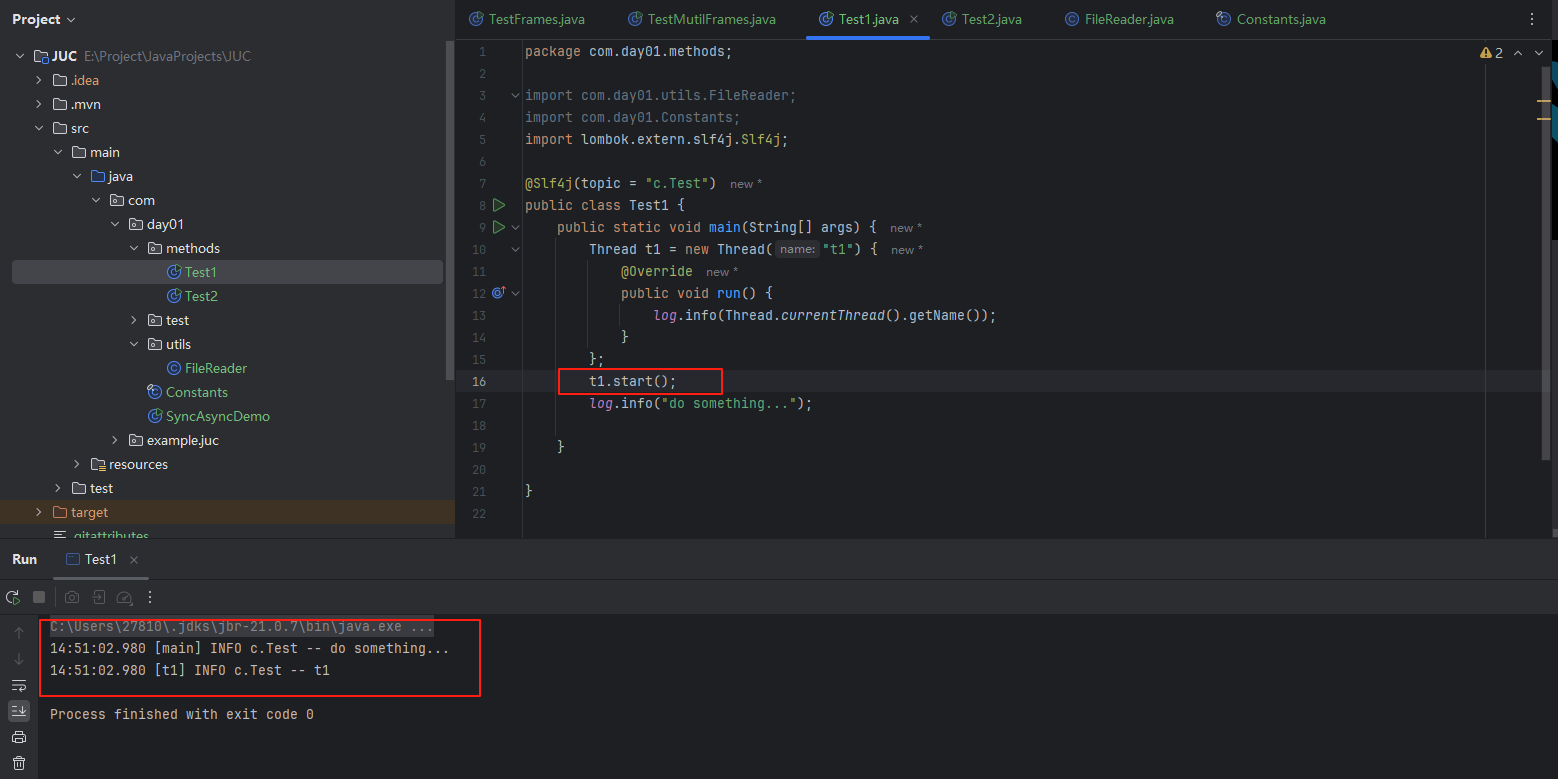 Project
TestFrames.java
TestMutilFrames.java
Test1.java
Test2.java
FileReader.java
Constants.java
JUC E:\Project\JavaProjects\JUC
.idea
.mvn
src
main
java
com
day01
methods
Test1
Test2
test
utils
FileReader
Constants
SyncAsyncDemo
example.juc
resources
test
target
.gitattributes
2
1 package com.day01.methods;
2
3 import com.day01.utils.FileReader;
4 import com.day01.Constants;
5 import lombok.extern.slf4j.Slf4j;
6
7 @Slf4j(topic = "c.Test") new *
8 public class Test1 {
9 public static void main(String[] args) { new *
10 Thread t1 = new Thread( name: "t1") { new *
11 @Override new *
12 public void run() {
13 log.info(Thread.currentThread().getName());
14 }
15 };
16 t1.start();
17 log.info("do something...");
18
19 }
20
21 }
22
Run
Test1
C:\Users\27810\.jdks\jbr-21.0.7\bin\java.exe ...
14:51:02.980 [main] INFO c.Test -- do something...
14:51:02.980 [t1] INFO c.Test -- t1
Process finished with exit code 0